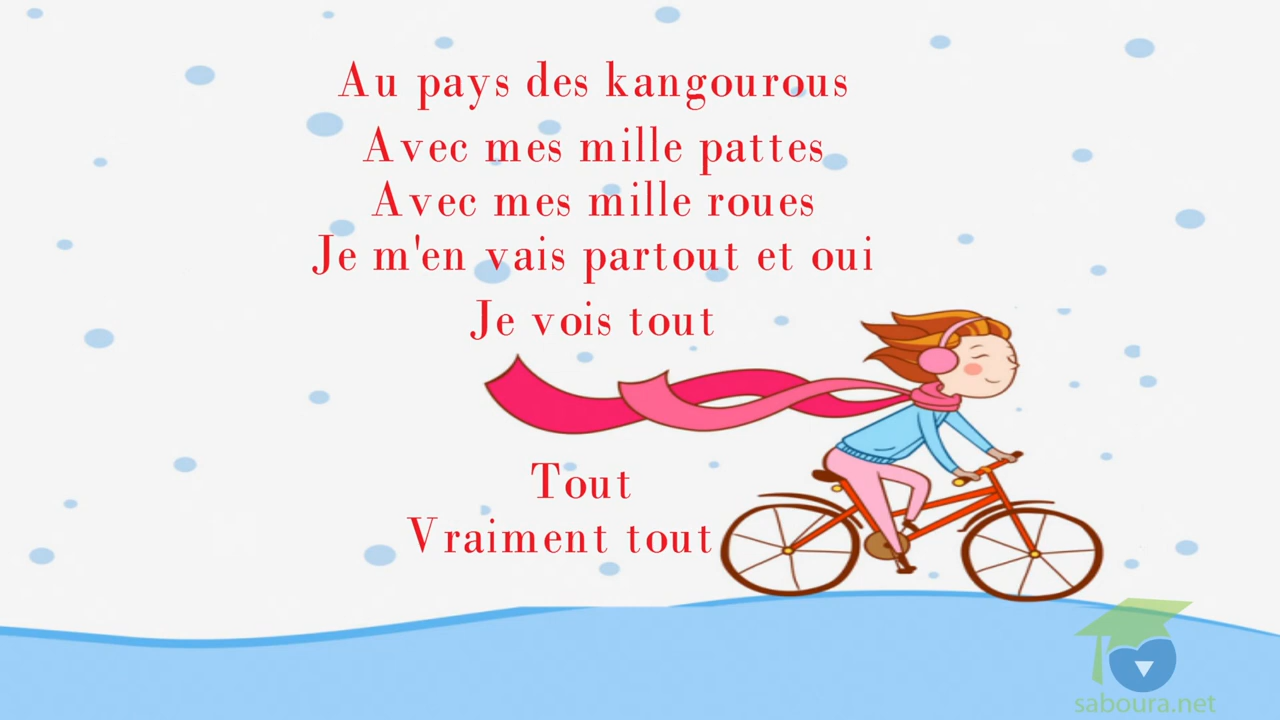 Au pays des kangourous
Avec mes mille pattes
Avec mes mille roues
Je m'en vais partout et oui
Je vois tout
Tout
Vraiment tout
saboura.net